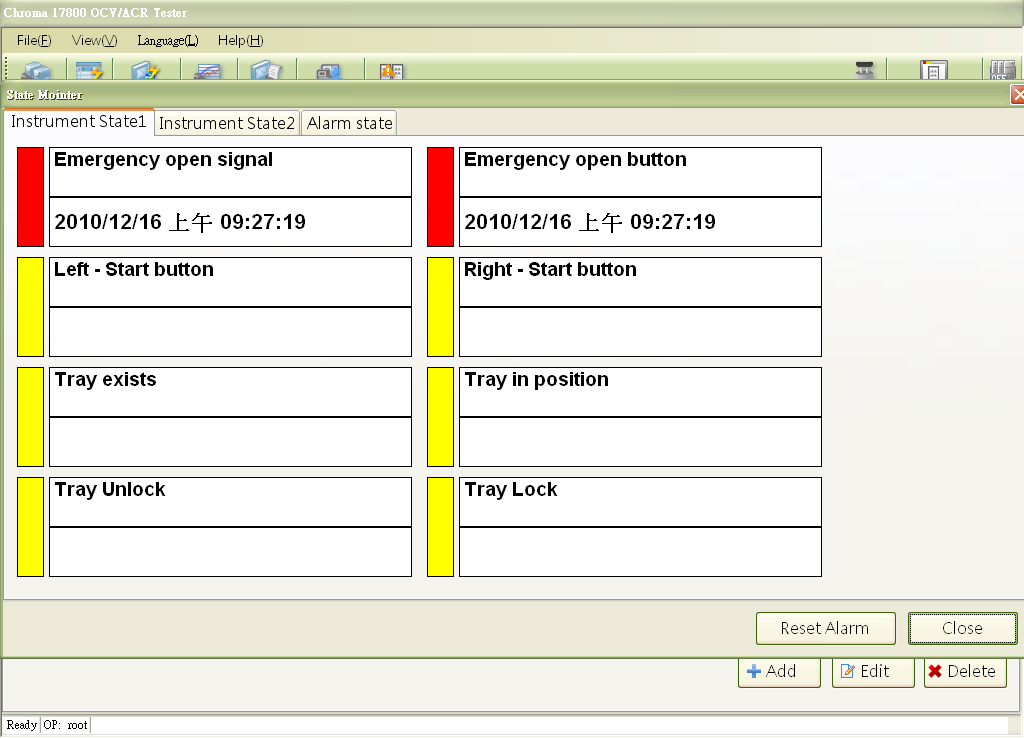 Chroma 17800 OCV/ACR Tester
File(F) View(V) Language(L) Help(H)
State Mointer
Instrument State1 Instrument State2 Alarm state
Emergency open signal Emergency open button
2010/12/16 上午 09:27:19 2010/12/16 上午 09:27:19
Left - Start button Right - Start button
Tray exists Tray in position
Tray Unlock Tray Lock
Reset Alarm Close
Add Edit Delete
Ready OP: root